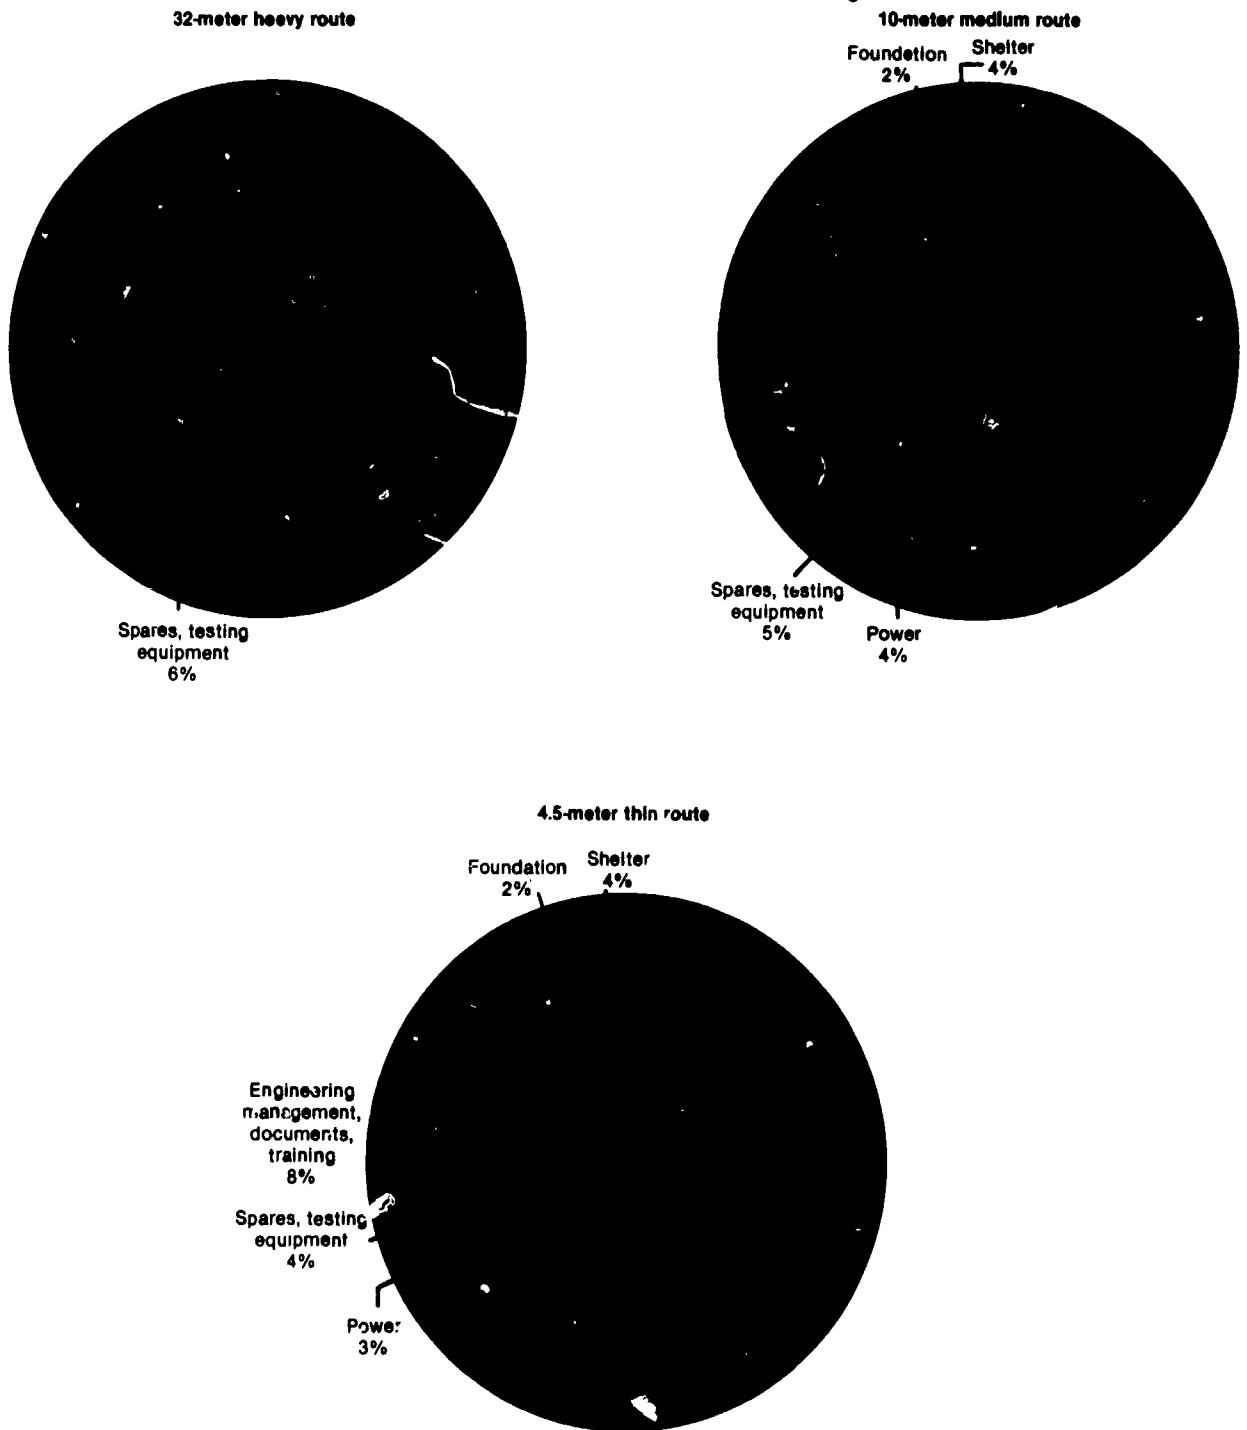 32-meter heavy route
10-meter medium route
Foundation
2%
Shelter
4%
Spares, testing
equipment
6%
Spares, testing
equipment
5%
Power
4%
4.5-meter thin route
Foundation
2%
Shelter
4%
Engineering
management,
documents,
training
8%
Spares, testing
equipment
4%
Power
3%